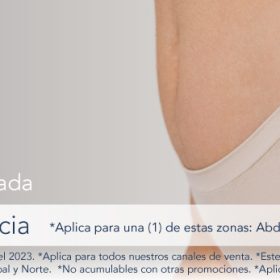 ada
cia *Aplica para una (1) de estas zonas: Abd
el 2023. *Aplica para todos nuestros canales de venta. *Este
pal y Norte. *No acumulables con otras promociones. *Aplic